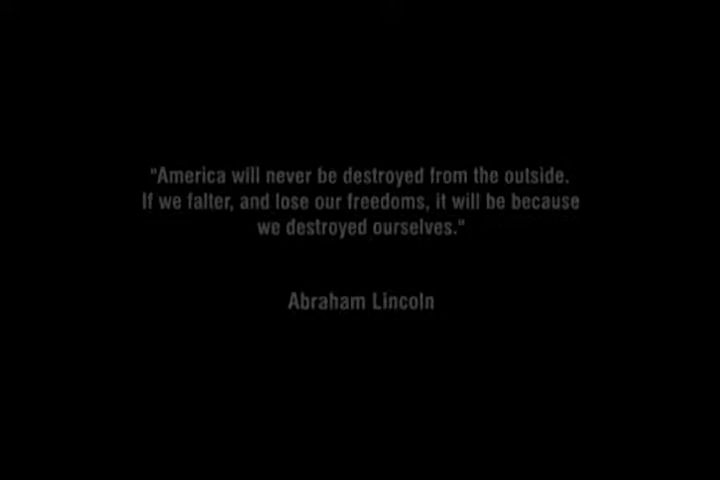 "America will never be destroyed from the outside.
If we falter, and lose our freedoms, it will be because
we destroyed ourselves."
Abraham Lincoln